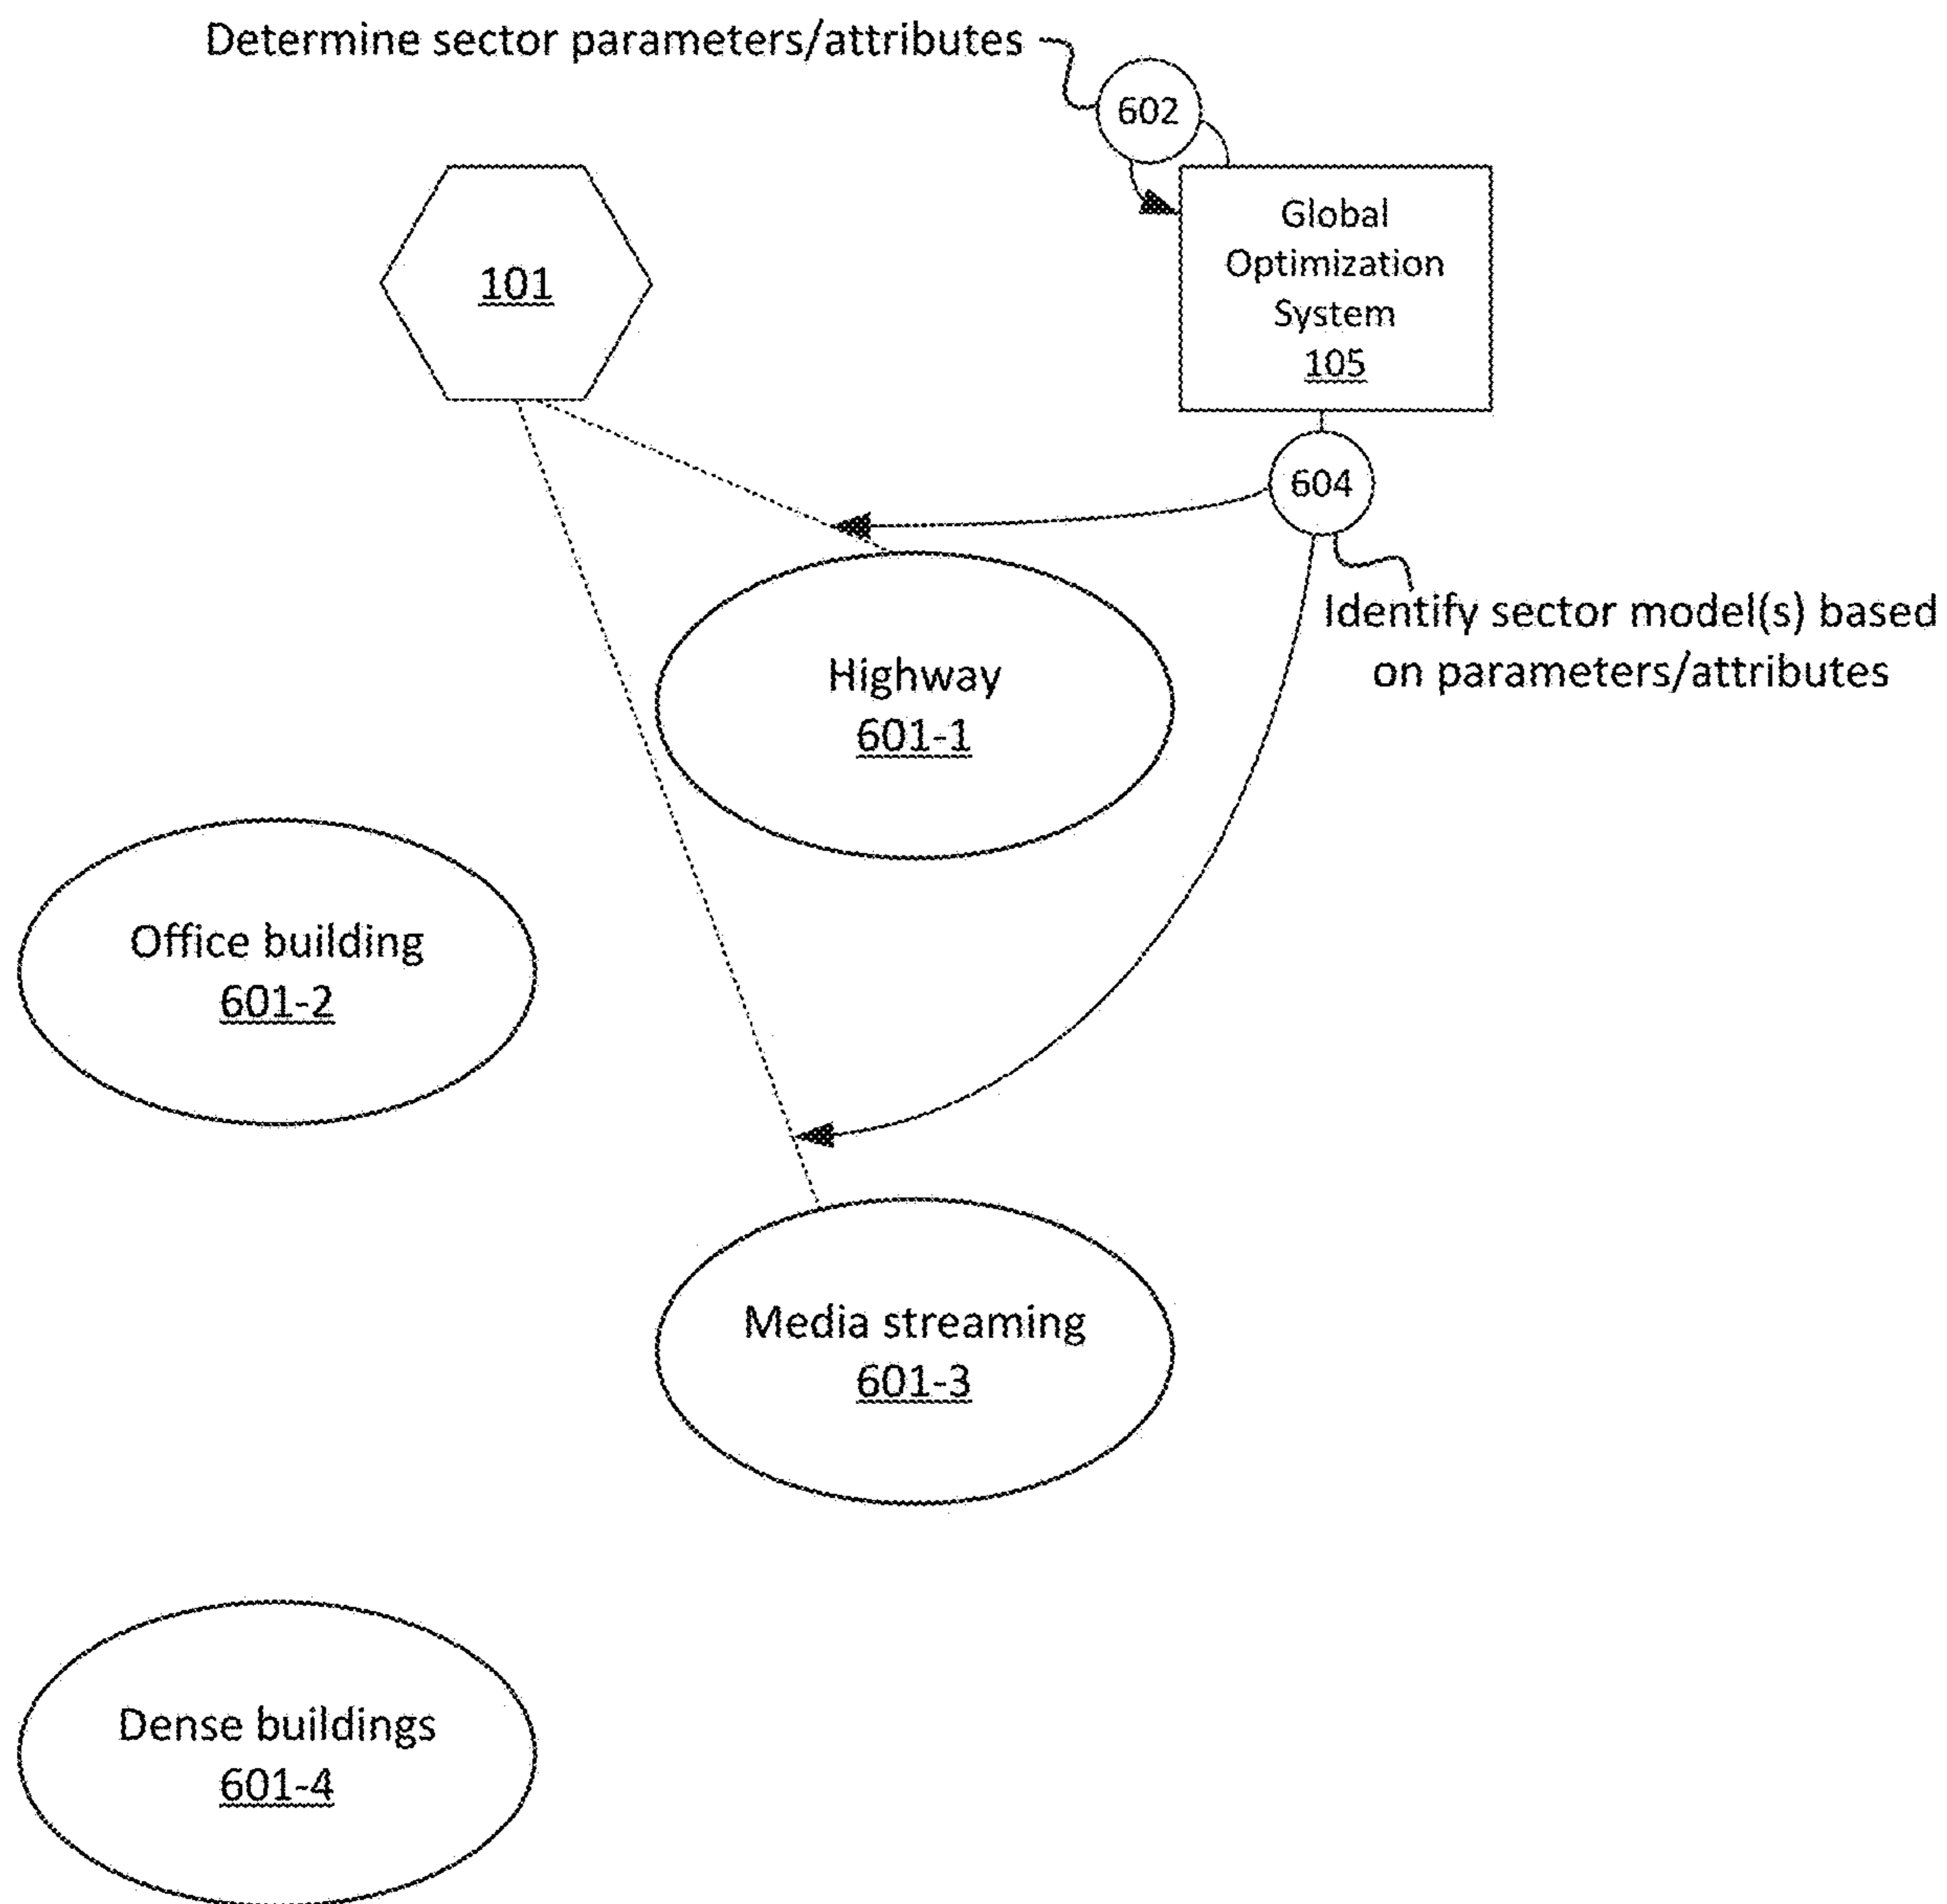 Determine sector parameters/attributes
602
101
Global
Optimization
System
105
604
Identify sector model(s) based
on parameters/attributes
Highway
601-1
Office building
601-2
Media streaming
601-3
Dense buildings
601-4